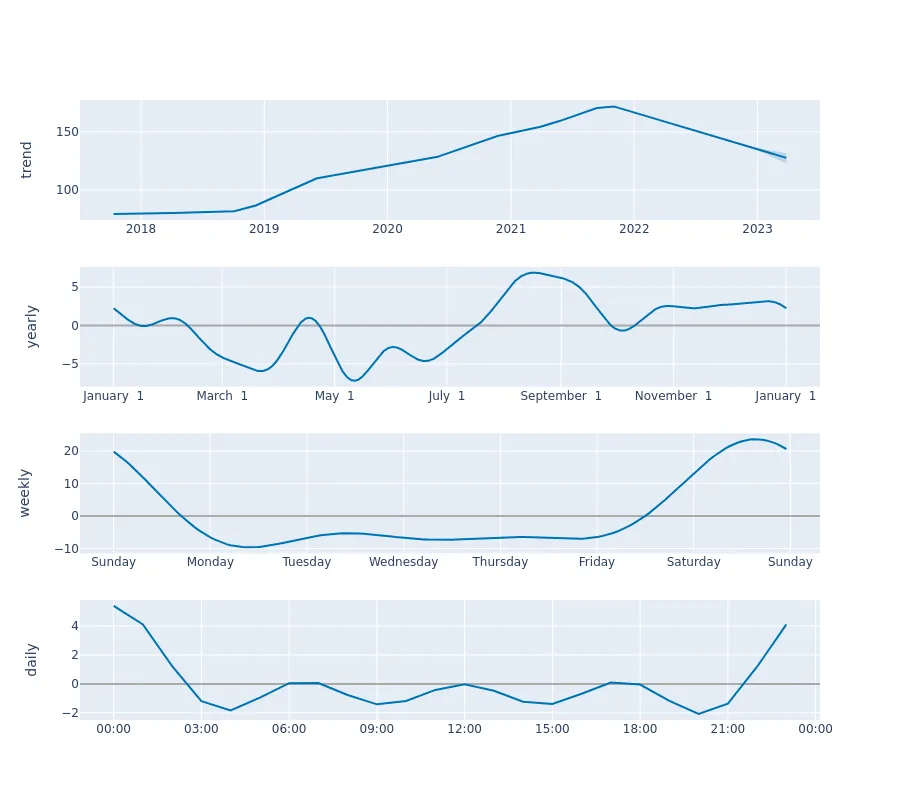 trend
150
100
2018 2019 2020 2021 2022 2023
yearly
5
0
−5
January 1 March 1 May 1 July 1 September 1 November 1 January 1
weekly
20
10
0
−10
Sunday Monday Tuesday Wednesday Thursday Friday Saturday Sunday
daily
4
2
0
−2
00:00 03:00 06:00 09:00 12:00 15:00 18:00 21:00 00:00